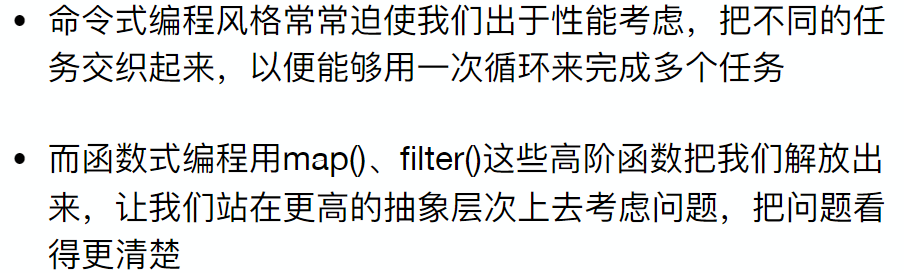 • 命令式编程风格常常迫使我们出于性能考虑，把不同的任
务交织起来，以便能够用一次循环来完成多个任务
• 而函数式编程用map()、filter()这些高阶函数把我们解放出
来，让我们站在更高的抽象层次上去考虑问题，把问题看
得更清楚